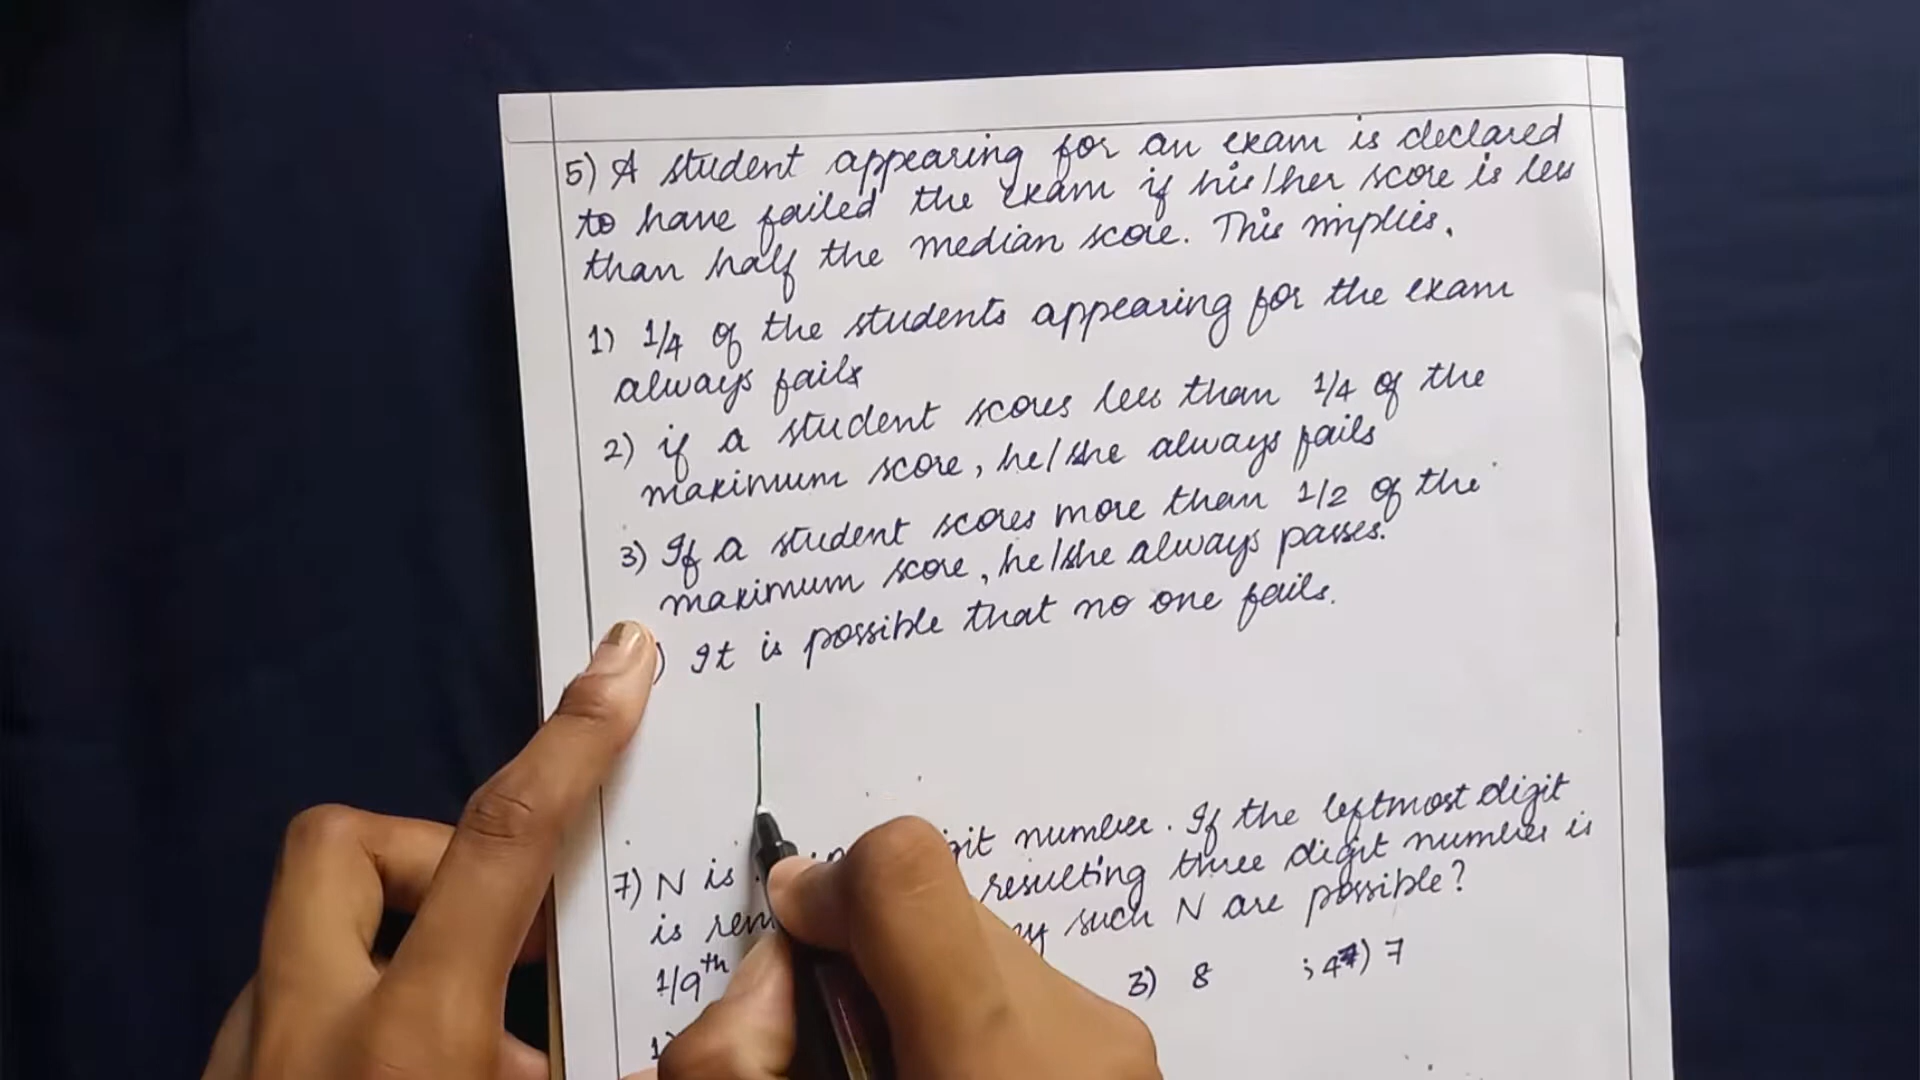 5) A student appearing for an exam is declared
to have failed the exam if his/her score is less
than half the median score. This implies.
1) 1/4 of the students appearing for the exam
always fails
2) if a student scores less than 1/4 of the
maximum score, he/she always fails
3) If a student scores more than 1/2 of the
maximum score, he/she always passes.
) It is possible that no one fails.
7) N is number. If the leftmost digit
is resulting three digit number is
1/9th such N are possible?
3) 8 ; 4) 7